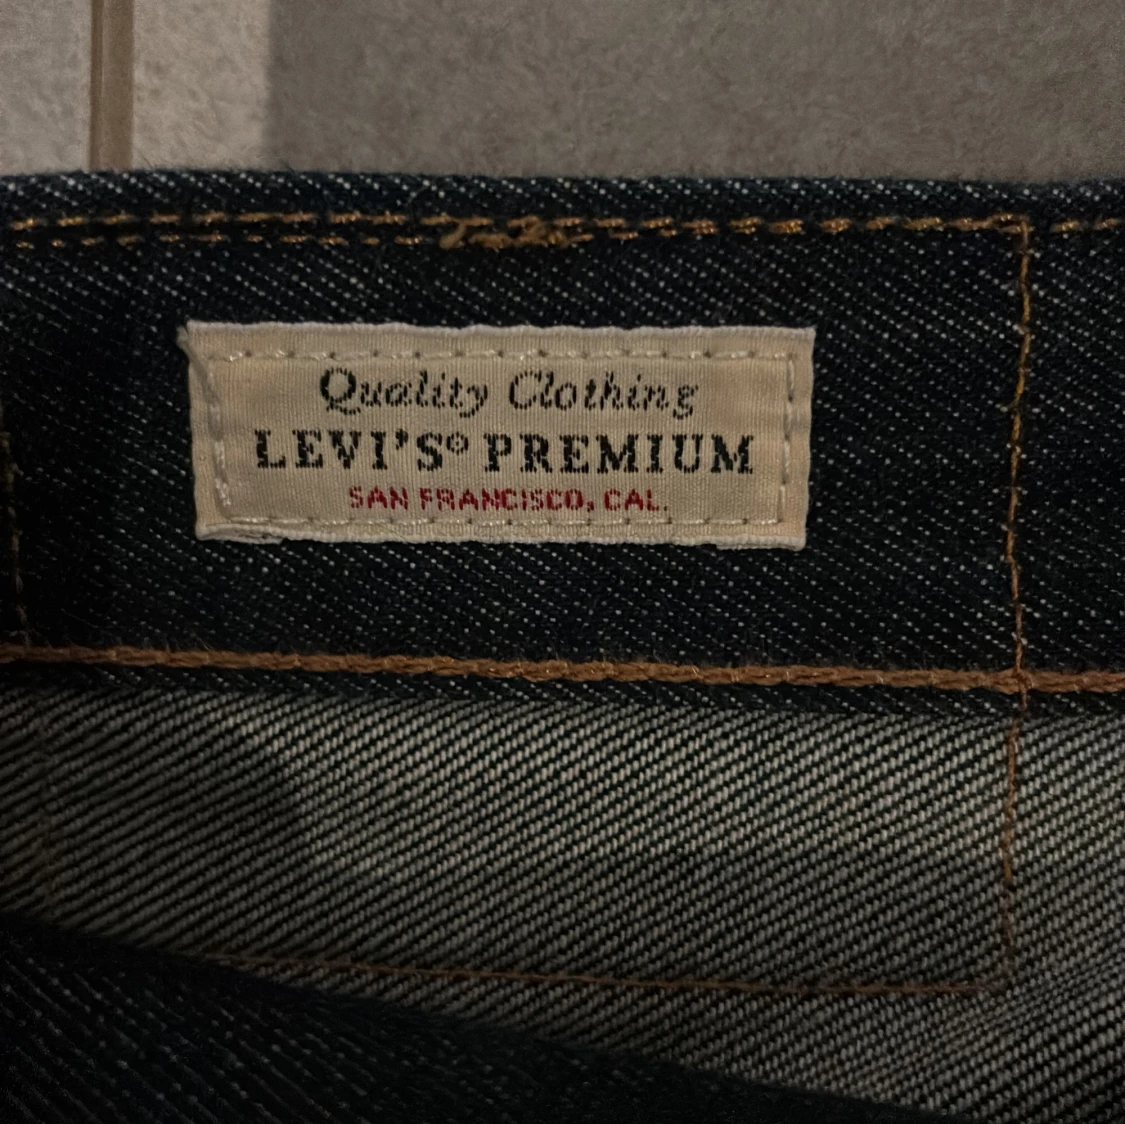 Quality Clothing
LEVI'S® PREMIUM
SAN FRANCISCO, CAL.